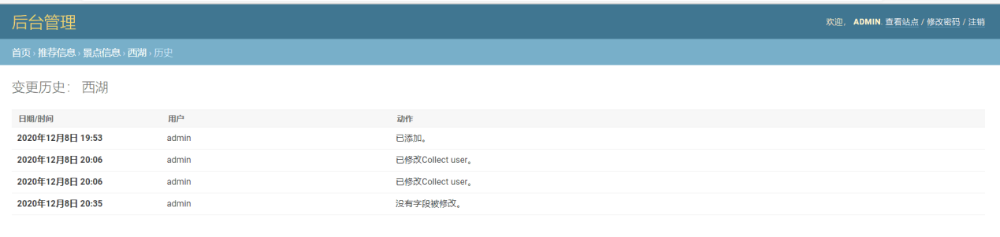 后台管理
欢迎， ADMIN. 查看站点 / 修改密码 / 注销
首页 › 推荐信息 › 景点信息 › 西湖 › 历史
变更历史： 西湖
日期/时间 用户 动作
2020年12月8日 19:53 admin 已添加。
2020年12月8日 20:06 admin 已修改Collect user。
2020年12月8日 20:06 admin 已修改Collect user。
2020年12月8日 20:35 admin 没有字段被修改。